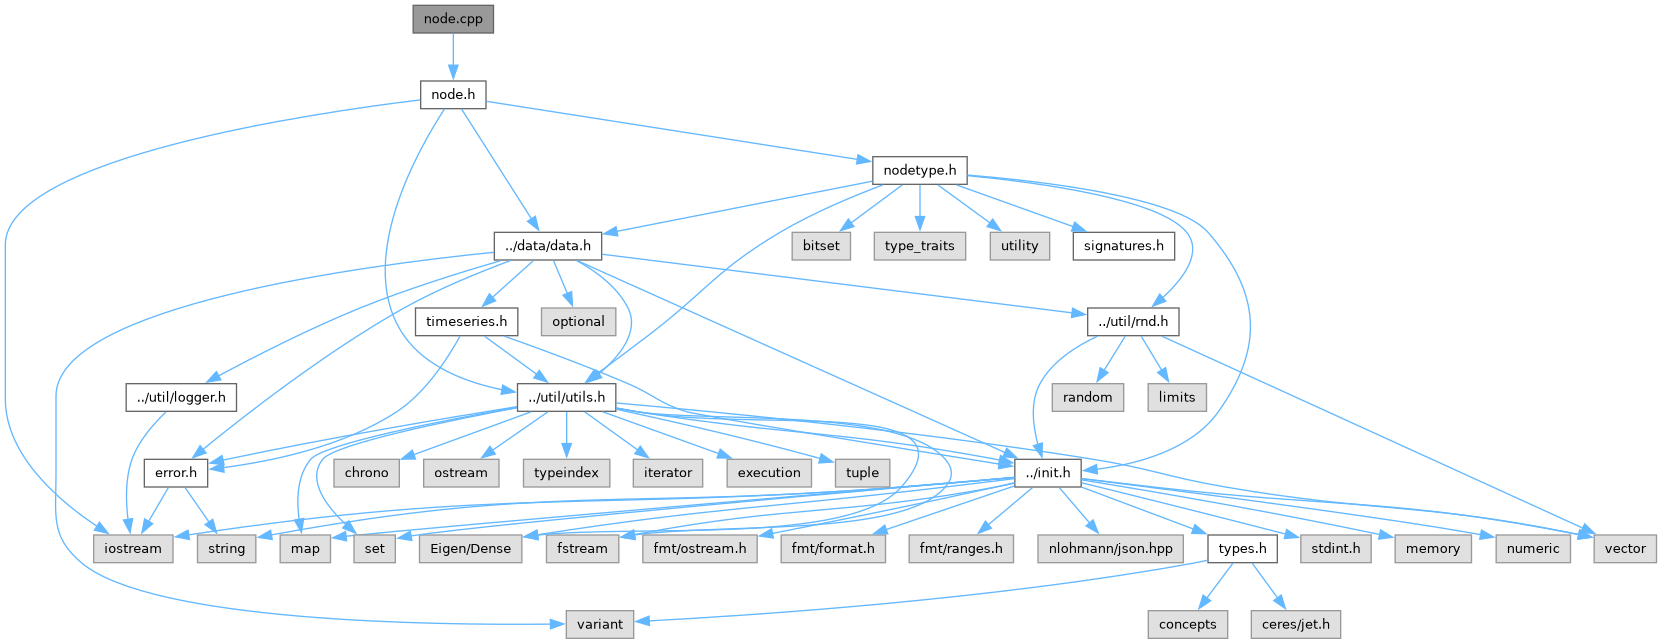 node.cpp
node.h
nodetype.h
../data/data.h
bitset
type_traits
utility
signatures.h
timeseries.h
optional
../util/rnd.h
../util/logger.h
../util/utils.h
random
limits
error.h
chrono
ostream
typeindex
iterator
execution
tuple
../init.h
iostream
string
map
set
Eigen/Dense
fstream
fmt/ostream.h
fmt/format.h
fmt/ranges.h
nlohmann/json.hpp
types.h
stdint.h
memory
numeric
vector
variant
concepts
ceres/jet.h